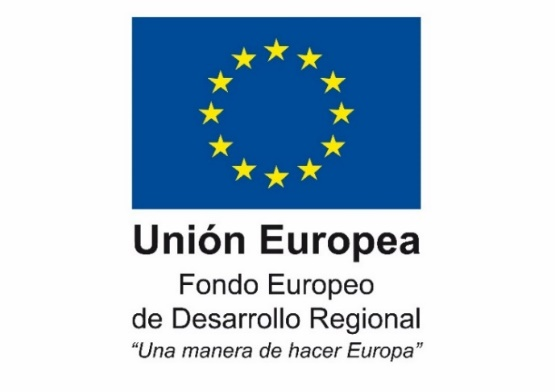 Unión Europea
Fondo Europeo
de Desarrollo Regional
“Una manera de hacer Europa”